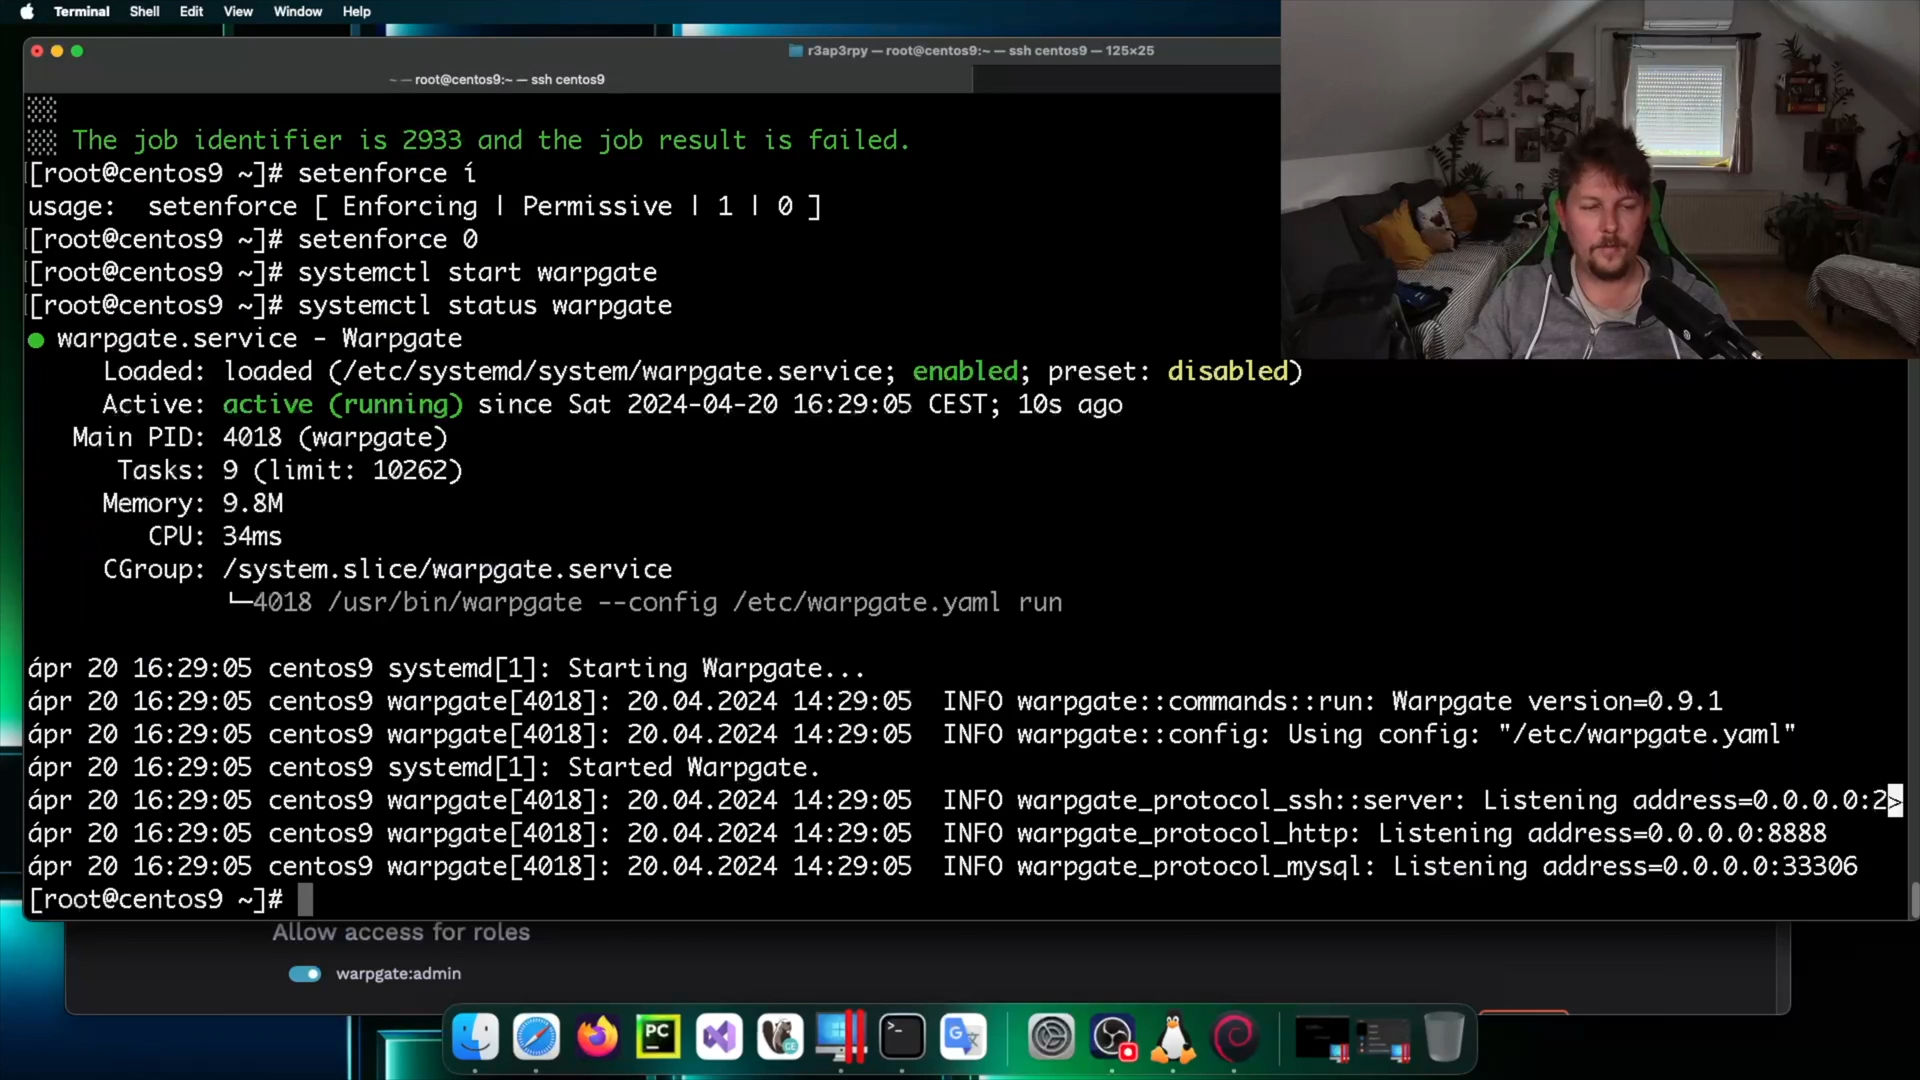 Terminal Shell Edit View Window Help
r3ap3rpy — root@centos9:~ — ssh centos9 — 125×25
~ — root@centos9:~ — ssh centos9
The job identifier is 2933 and the job result is failed.
[root@centos9 ~]# setenforce í
usage:  setenforce [ Enforcing | Permissive | 1 | 0 ]
[root@centos9 ~]# setenforce 0
[root@centos9 ~]# systemctl start warpgate
[root@centos9 ~]# systemctl status warpgate
● warpgate.service - Warpgate
Loaded: loaded (/etc/systemd/system/warpgate.service; enabled; preset: disabled)
Active: active (running) since Sat 2024-04-20 16:29:05 CEST; 10s ago
Main PID: 4018 (warpgate)
Tasks: 9 (limit: 10262)
Memory: 9.8M
CPU: 34ms
CGroup: /system.slice/warpgate.service
└─4018 /usr/bin/warpgate --config /etc/warpgate.yaml run
ápr 20 16:29:05 centos9 systemd[1]: Starting Warpgate...
ápr 20 16:29:05 centos9 warpgate[4018]: 20.04.2024 14:29:05  INFO warpgate::commands::run: Warpgate version=0.9.1
ápr 20 16:29:05 centos9 warpgate[4018]: 20.04.2024 14:29:05  INFO warpgate::config: Using config: "/etc/warpgate.yaml"
ápr 20 16:29:05 centos9 systemd[1]: Started Warpgate.
ápr 20 16:29:05 centos9 warpgate[4018]: 20.04.2024 14:29:05  INFO warpgate_protocol_ssh::server: Listening address=0.0.0.0:2>
ápr 20 16:29:05 centos9 warpgate[4018]: 20.04.2024 14:29:05  INFO warpgate_protocol_http: Listening address=0.0.0.0:8888
ápr 20 16:29:05 centos9 warpgate[4018]: 20.04.2024 14:29:05  INFO warpgate_protocol_mysql: Listening address=0.0.0.0:33306
[root@centos9 ~]#
Allow access for roles
warpgate:admin
PC
CE
>_
G